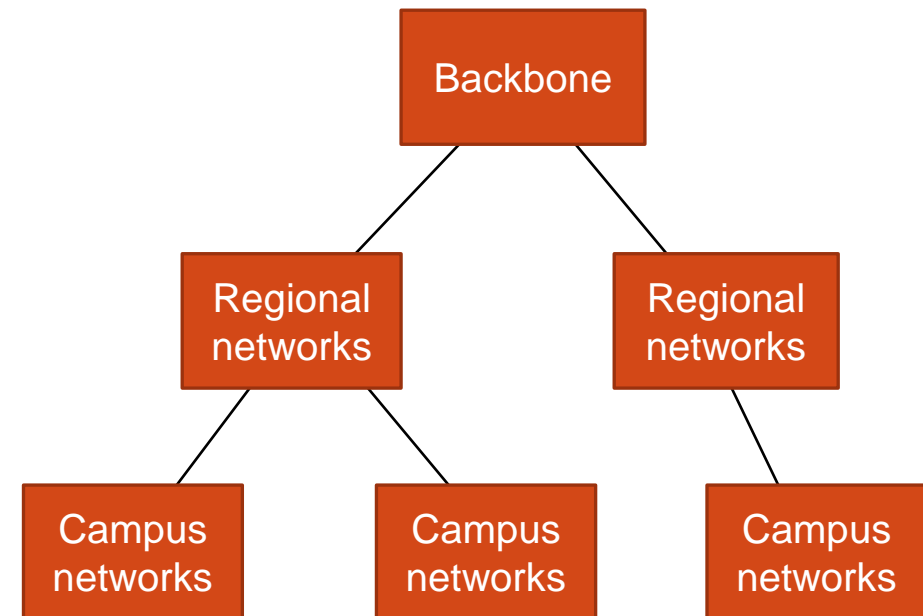 Backbone
Regional
networks
Regional
networks
Campus
networks
Campus
networks
Campus
networks